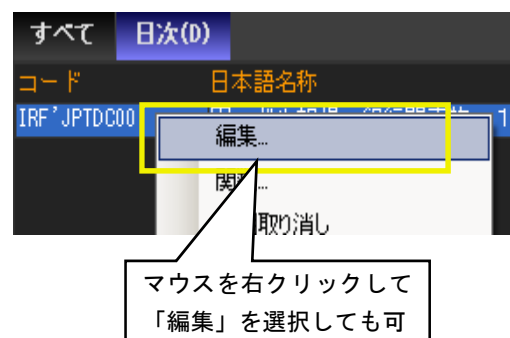 すべて 日次(D)
コード 日本語名称
IRF'JPTDC00
編集...
関
取り消し
マウスを右クリックして
「編集」を選択しても可